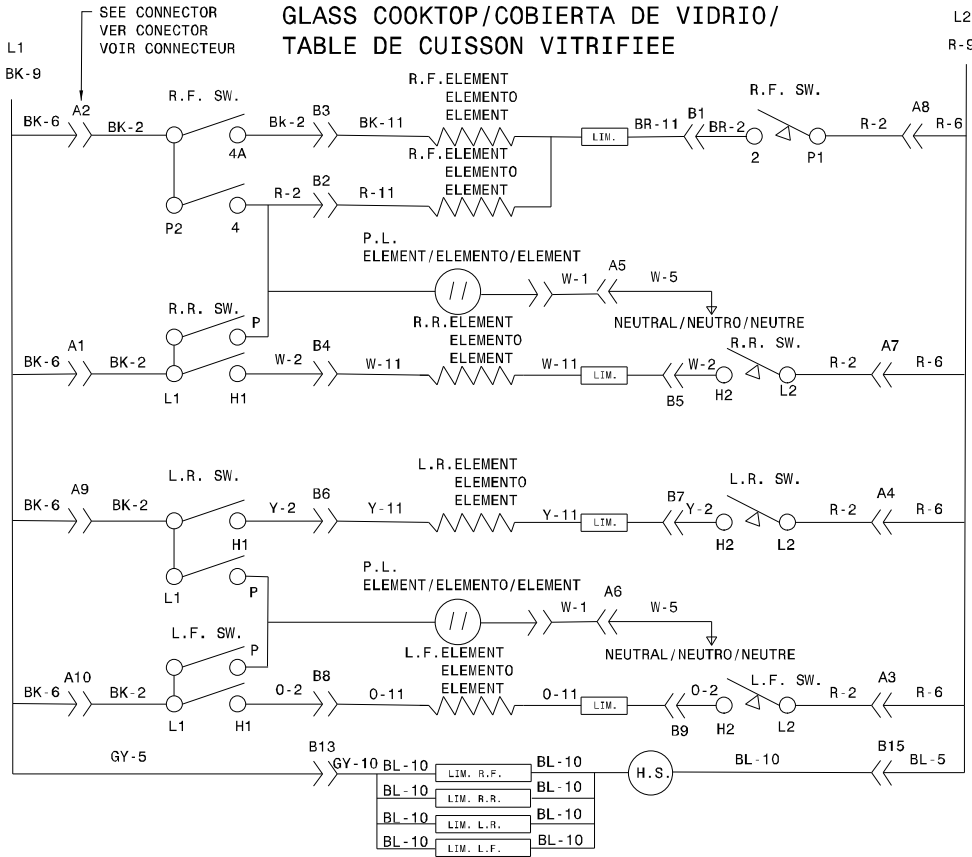 SEE CONNECTOR
VER CONECTOR
VOIR CONNECTEUR
GLASS COOKTOP/COBIERTA DE VIDRIO/
TABLE DE CUISSON VITRIFIEE
L1
BK-9
L2
R-9
R.F. SW.
R.F.ELEMENT
ELEMENTO
ELEMENT
R.F. SW.
BK-6 A2 BK-2 4A Bk-2 B3 BK-11 LIM. BR-11 B1 BR-2 2 P1 R-2 A8 R-6
R.F.ELEMENT
ELEMENTO
ELEMENT
P2 4 R-2 B2 R-11
P.L.
ELEMENT/ELEMENTO/ELEMENT
// W-1 A5 W-5
NEUTRAL/NEUTRO/NEUTRE
R.R. SW.
P
R.R.ELEMENT
ELEMENTO
ELEMENT
R.R. SW.
BK-6 A1 BK-2 L1 H1 W-2 B4 W-11 W-11 LIM. B5 W-2 H2 L2 R-2 A7 R-6
L.R. SW.
L.R.ELEMENT
ELEMENTO
ELEMENT
L.R. SW.
BK-6 A9 BK-2 H1 Y-2 B6 Y-11 Y-11 LIM. B7 Y-2 H2 L2 R-2 A4 R-6
L1 P
P.L.
ELEMENT/ELEMENTO/ELEMENT
// W-1 A6 W-5
NEUTRAL/NEUTRO/NEUTRE
L.F. SW.
P
L.F.ELEMENT
ELEMENTO
ELEMENT
L.F. SW.
BK-6 A10 BK-2 L1 H1 O-2 B8 O-11 O-11 LIM. B9 O-2 H2 L2 R-2 A3 R-6
GY-5 B13 GY-10 BL-10 LIM. R.F. BL-10 H.S. BL-10 B15 BL-5
BL-10 LIM. R.R. BL-10
BL-10 LIM. L.R. BL-10
BL-10 LIM. L.F. BL-10